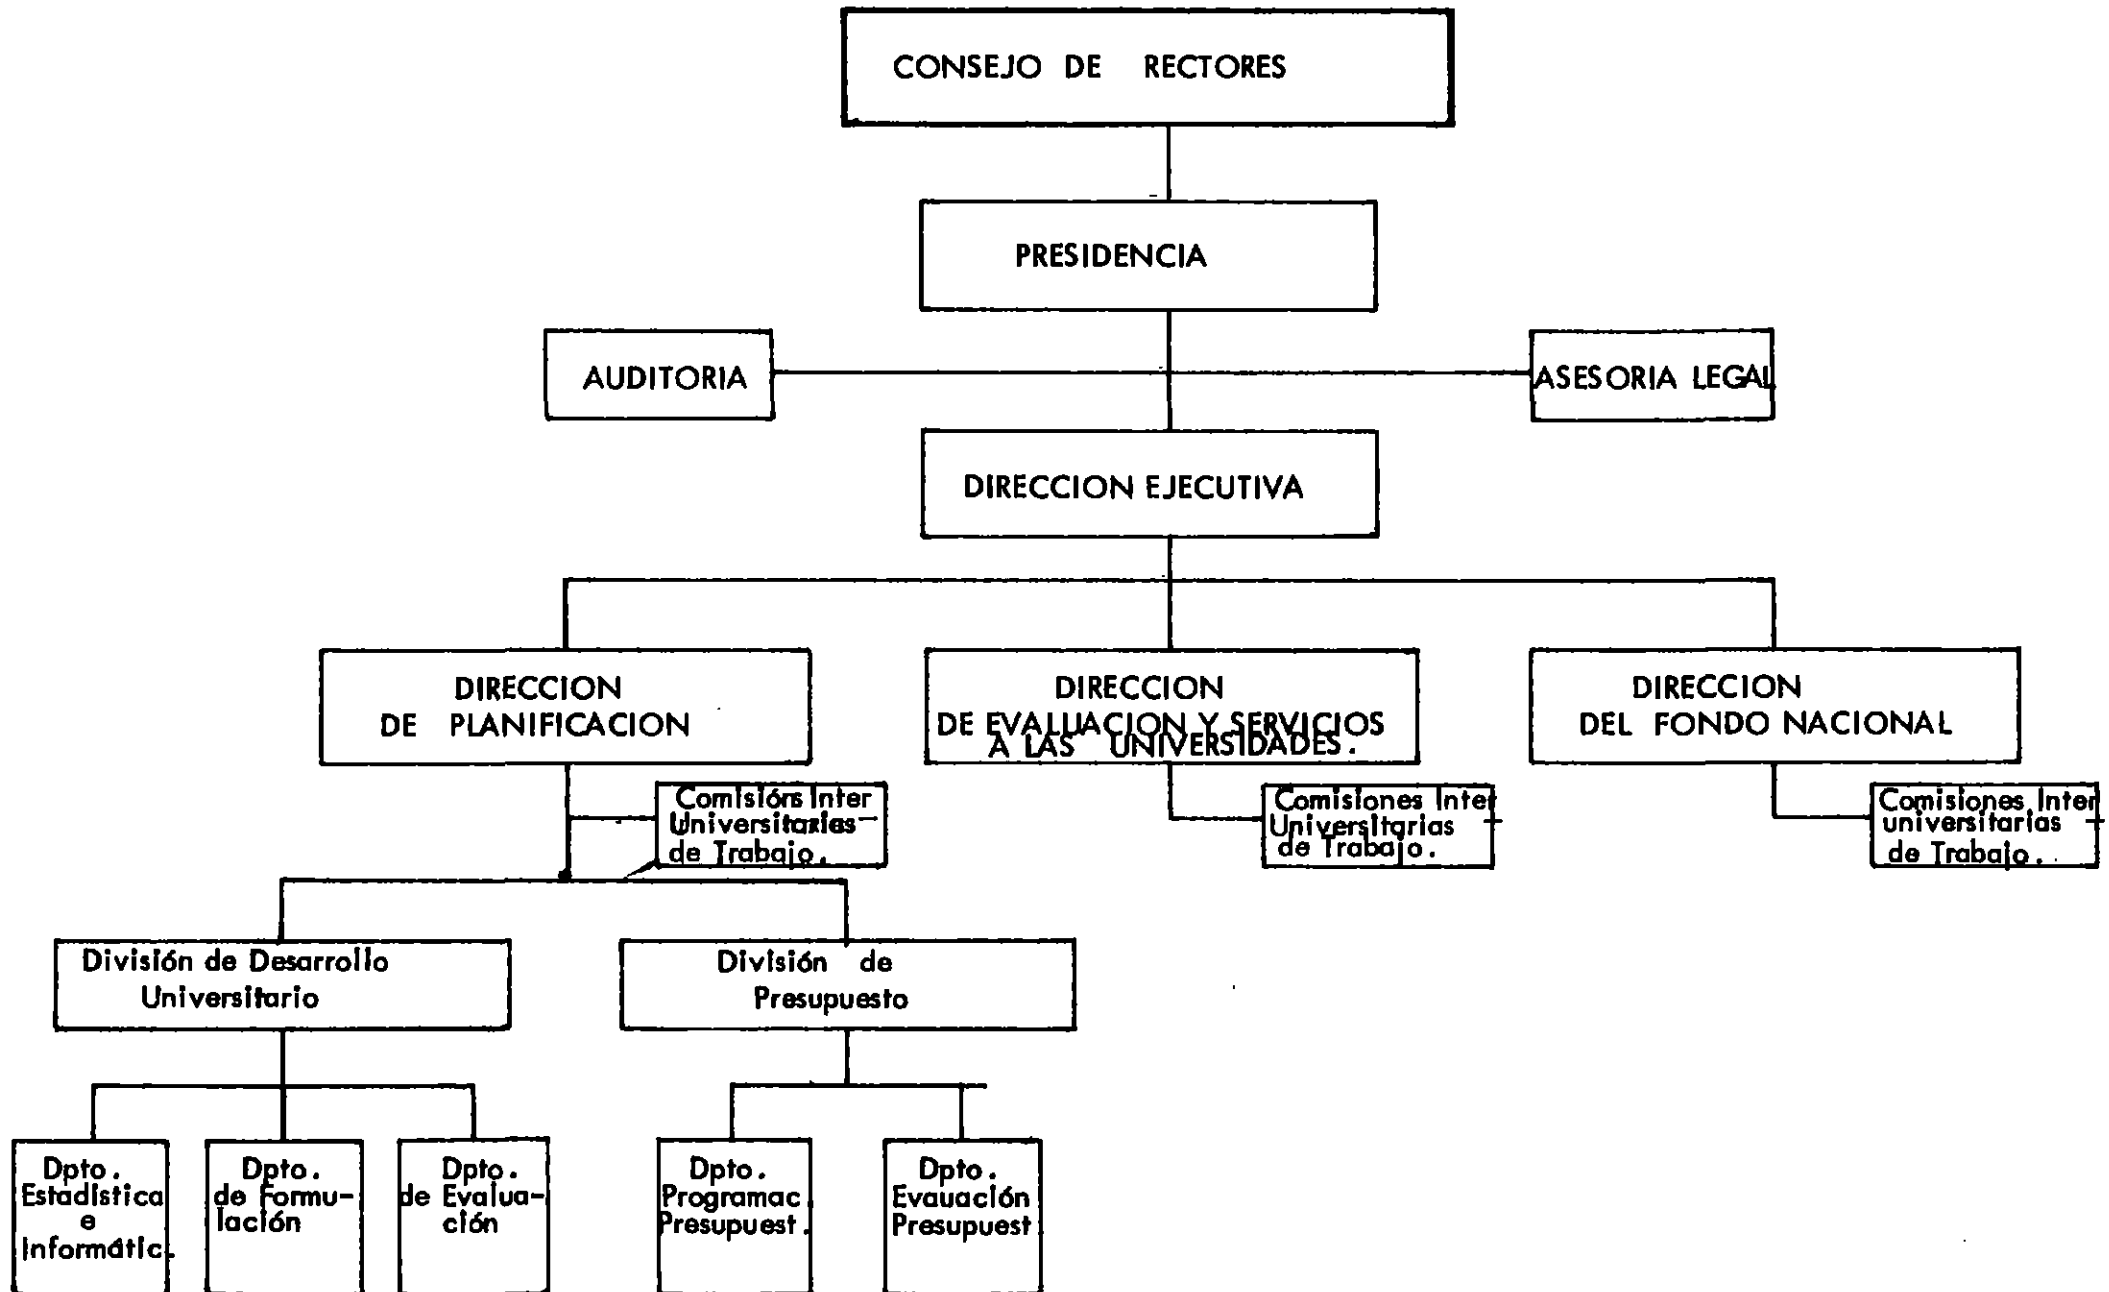 CONSEJO DE RECTORES
PRESIDENCIA
AUDITORIA
ASESORIA LEGAL
DIRECCION EJECUTIVA
DIRECCION
DE PLANIFICACION
DIRECCION
DE EVALUACION Y SERVICIOS
A LAS UNIVERSIDADES.
DIRECCION
DEL FONDO NACIONAL
Comisións Inter
Universitarias
de Trabajo.
Comisiones Inter
Universitarias
de Trabajo.
Comisiones Inter
universitarias
de Trabajo.
División de Desarrollo
Universitario
División de
Presupuesto
Dpto.
Estadística
e
Informátic.
Dpto.
de Formu-
lación
Dpto.
de Evalua-
ción
Dpto.
Programac
Presupuest.
Dpto.
Evauación
Presupuest